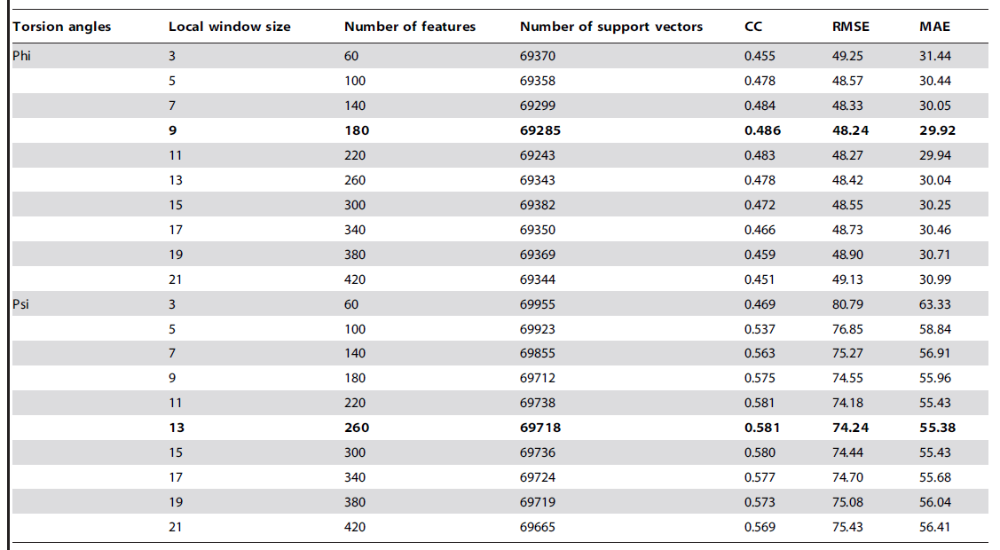 Torsion angles Local window size Number of features Number of support vectors CC RMSE MAE
Phi 3 60 69370 0.455 49.25 31.44
5 100 69358 0.478 48.57 30.44
7 140 69299 0.484 48.33 30.05
9 180 69285 0.486 48.24 29.92
11 220 69243 0.483 48.27 29.94
13 260 69343 0.478 48.42 30.04
15 300 69382 0.472 48.55 30.25
17 340 69350 0.466 48.73 30.46
19 380 69369 0.459 48.90 30.71
21 420 69344 0.451 49.13 30.99
Psi 3 60 69955 0.469 80.79 63.33
5 100 69923 0.537 76.85 58.84
7 140 69855 0.563 75.27 56.91
9 180 69712 0.575 74.55 55.96
11 220 69738 0.581 74.18 55.43
13 260 69718 0.581 74.24 55.38
15 300 69736 0.580 74.44 55.43
17 340 69724 0.577 74.70 55.68
19 380 69719 0.573 75.08 56.04
21 420 69665 0.569 75.43 56.41